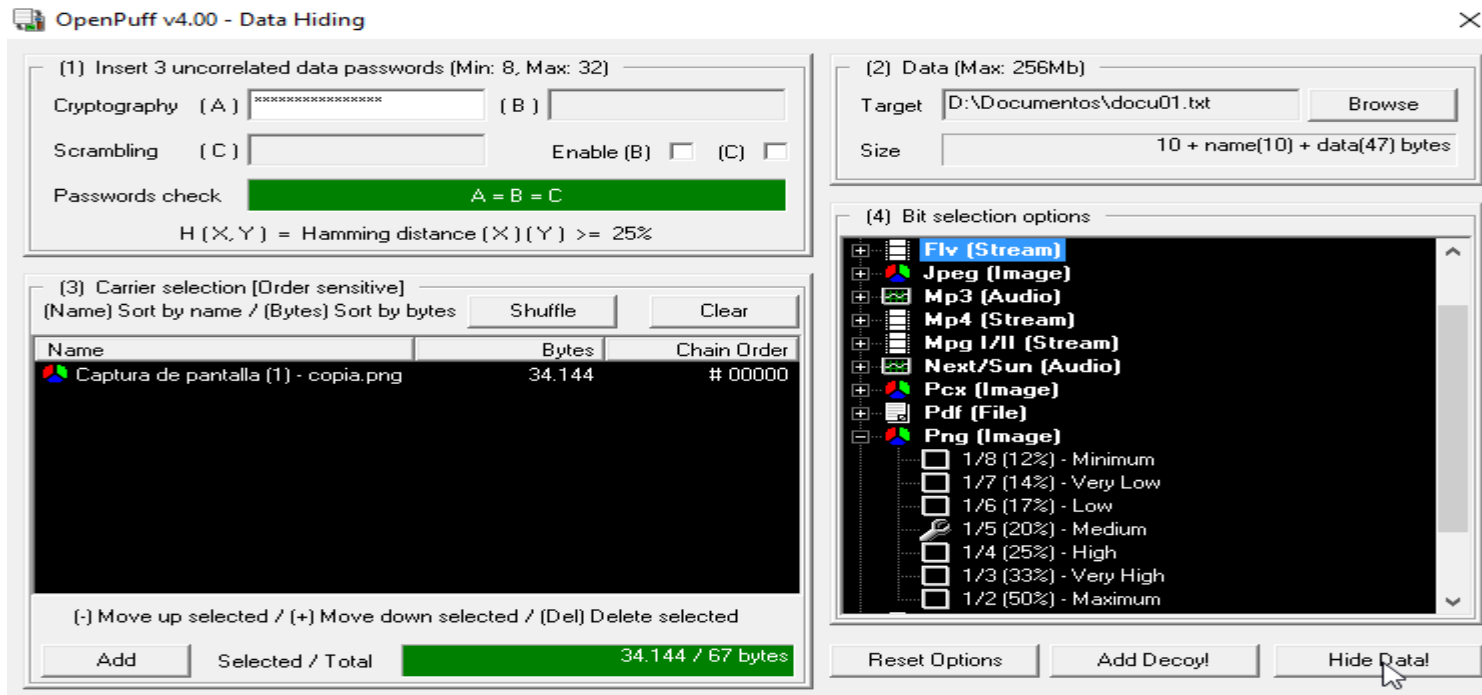 OpenPuff v4.00 - Data Hiding
(1) Insert 3 uncorrelated data passwords (Min: 8, Max: 32)
Cryptography (A) **************** (B)
Scrambling (C) Enable (B) (C)
Passwords check A = B = C
H (X,Y) = Hamming distance (X)(Y) >= 25%
(2) Data (Max: 256Mb)
Target D:\Documentos\docu01.txt Browse
Size 10 + name(10) + data(47) bytes
(3) Carrier selection [Order sensitive]
(Name) Sort by name / (Bytes) Sort by bytes Shuffle Clear
Name Bytes Chain Order
Captura de pantalla (1) - copia.png 34.144 # 00000
(-) Move up selected / (+) Move down selected / (Del) Delete selected
Add Selected / Total 34.144 / 67 bytes
(4) Bit selection options
Flv (Stream)
Jpeg (Image)
Mp3 (Audio)
Mp4 (Stream)
Mpg I/II (Stream)
Next/Sun (Audio)
Pcx (Image)
Pdf (File)
Png (Image)
1/8 (12%) - Minimum
1/7 (14%) - Very Low
1/6 (17%) - Low
1/5 (20%) - Medium
1/4 (25%) - High
1/3 (33%) - Very High
1/2 (50%) - Maximum
Reset Options Add Decoy! Hide Data!